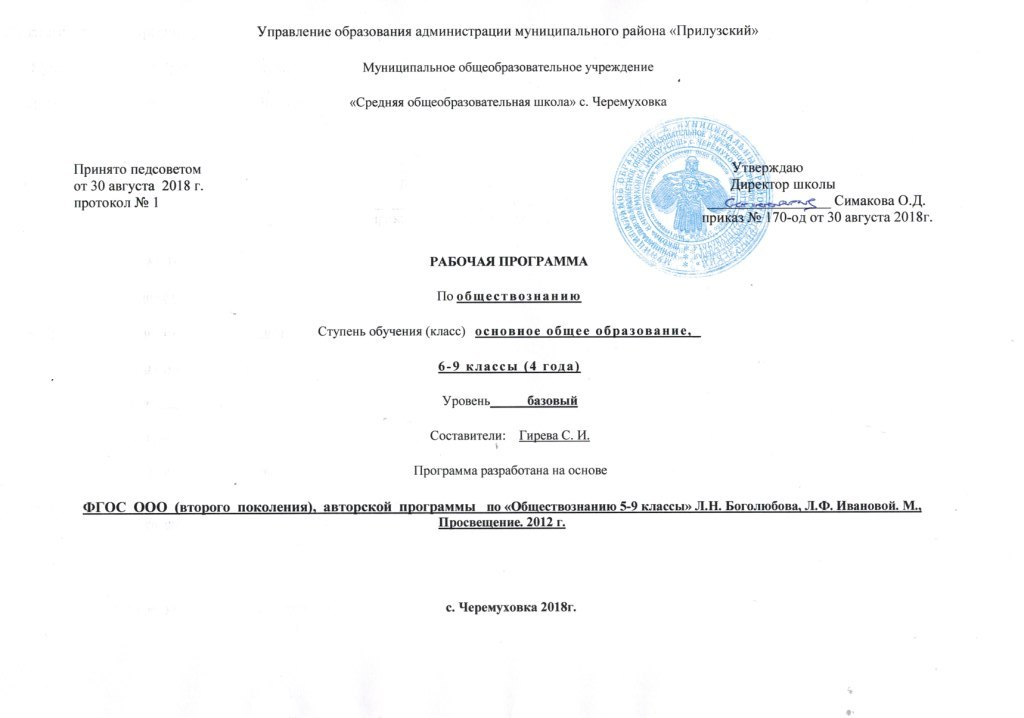 Управление образования администрации муниципального района «Прилузский»
Муниципальное общеобразовательное учреждение
«Средняя общеобразовательная школа» с. Черемуховка
Принято педсоветом
от 30 августа 2018 г.
протокол № 1
Утверждаю
Директор школы
Симакова О.Д.
приказ № 170-од от 30 августа 2018г.
РАБОЧАЯ ПРОГРАММА
По обществознанию
Ступень обучения (класс) основное общее образование,
6-9 классы (4 года)
Уровень базовый
Составители: Гирева С. И.
Программа разработана на основе
ФГОС ООО (второго поколения), авторской программы по «Обществознанию 5-9 классы» Л.Н. Боголюбова, Л.Ф. Ивановой. М.,
Просвещение. 2012 г.
с. Черемуховка 2018г.